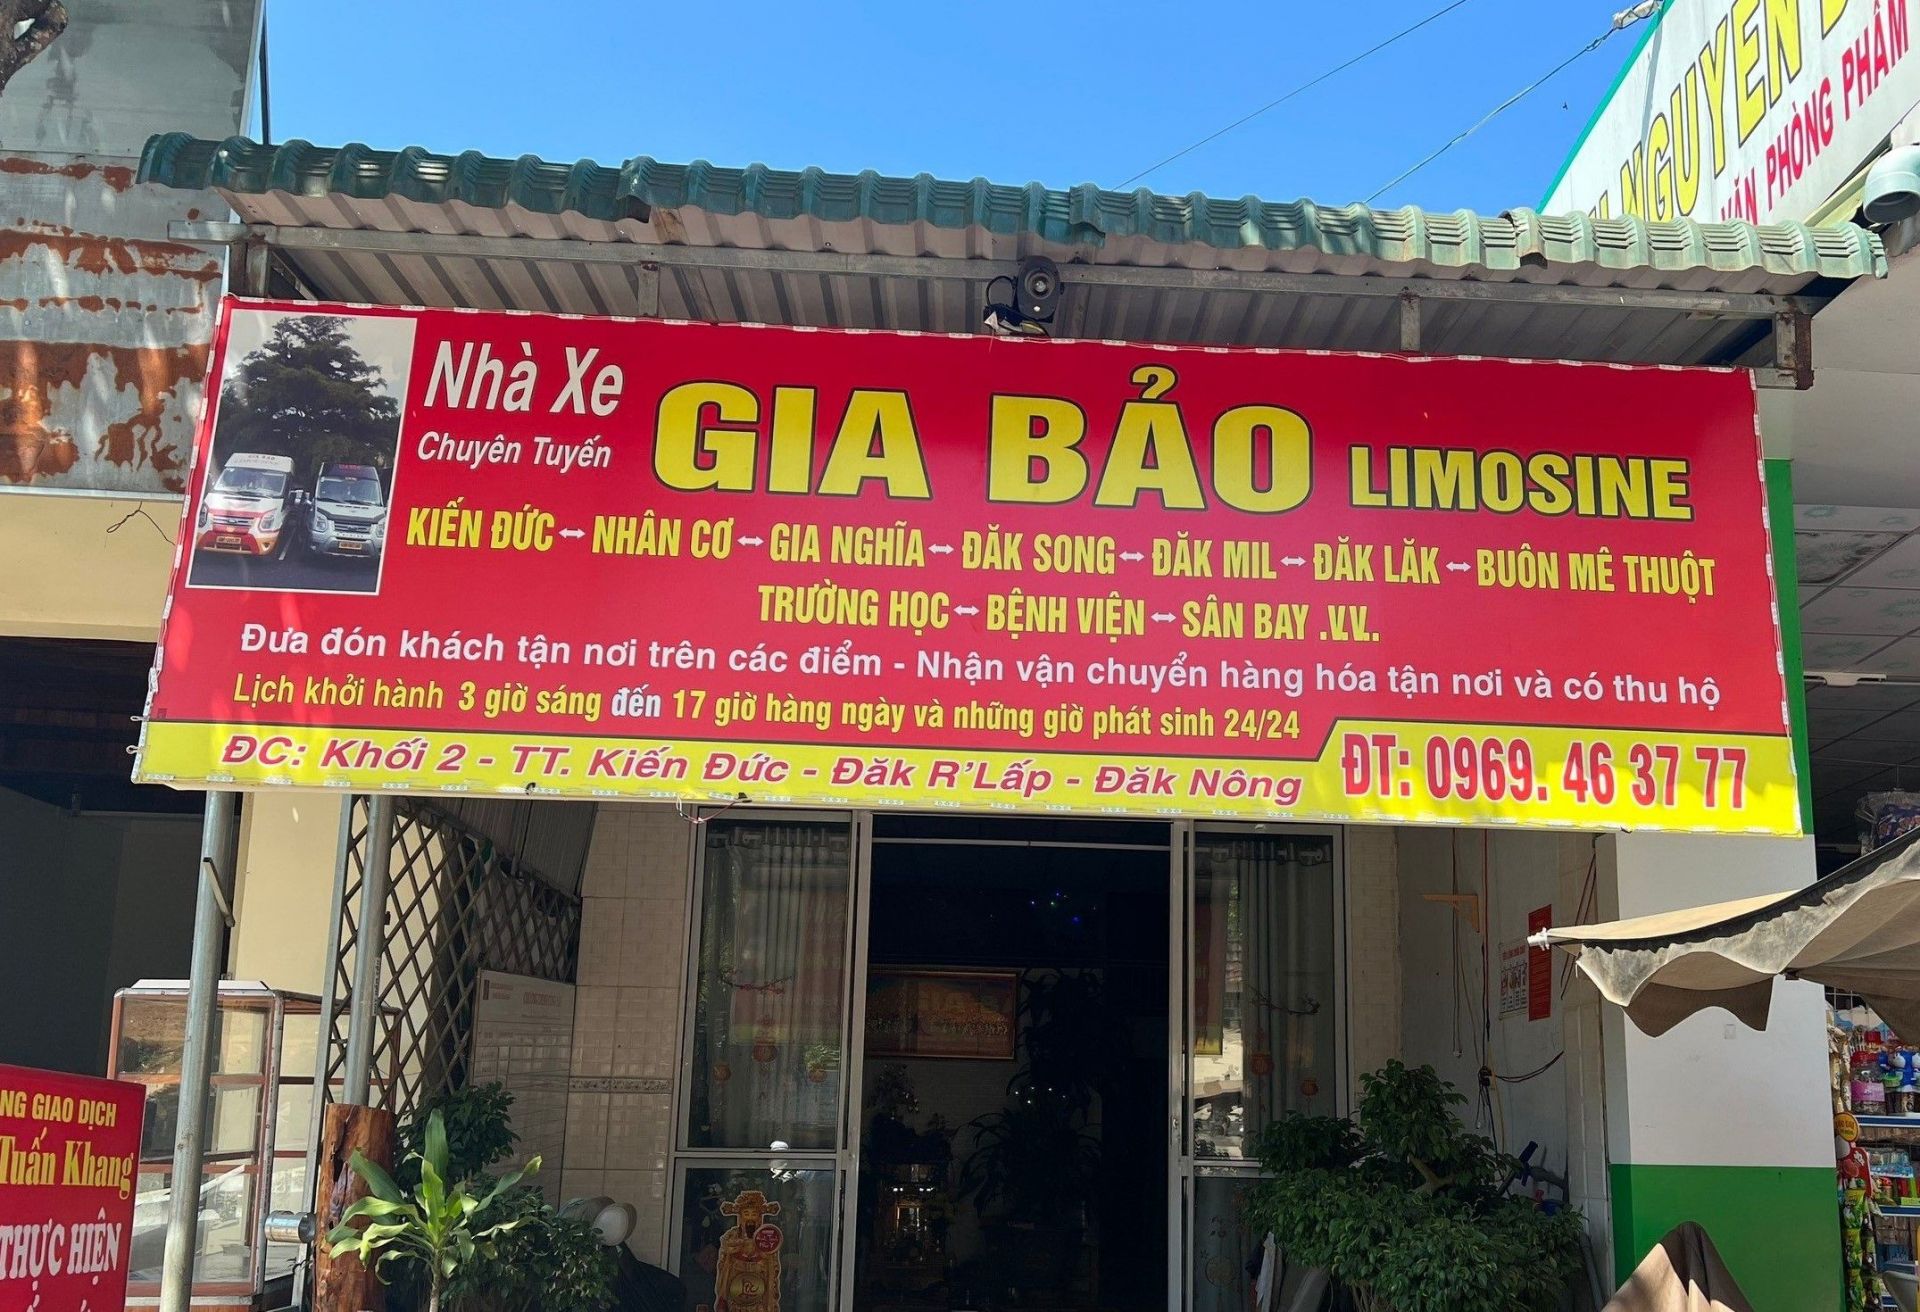 NGUYEN
VĂN PHÒNG PHẨM
GIA BẢO
Nhà Xe
Chuyên Tuyến
GIA BẢO LIMOSINE
KIẾN ĐỨC ↔ NHÂN CƠ ↔ GIA NGHĨA ↔ ĐĂK SONG ↔ ĐĂK MIL ↔ ĐĂK LĂK ↔ BUÔN MÊ THUỘT
TRƯỜNG HỌC ↔ BỆNH VIỆN ↔ SÂN BAY .V.V..
Đưa đón khách tận nơi trên các điểm - Nhận vận chuyển hàng hóa tận nơi và có thu hộ
Lịch khởi hành 3 giờ sáng đến 17 giờ hàng ngày và những giờ phát sinh 24/24
ĐC: Khối 2 - TT. Kiến Đức - Đăk R'Lấp - Đăk Nông
ĐT: 0969. 46 37 77
NG GIAO DỊCH
Tuấn Khang
THỰC HIỆN